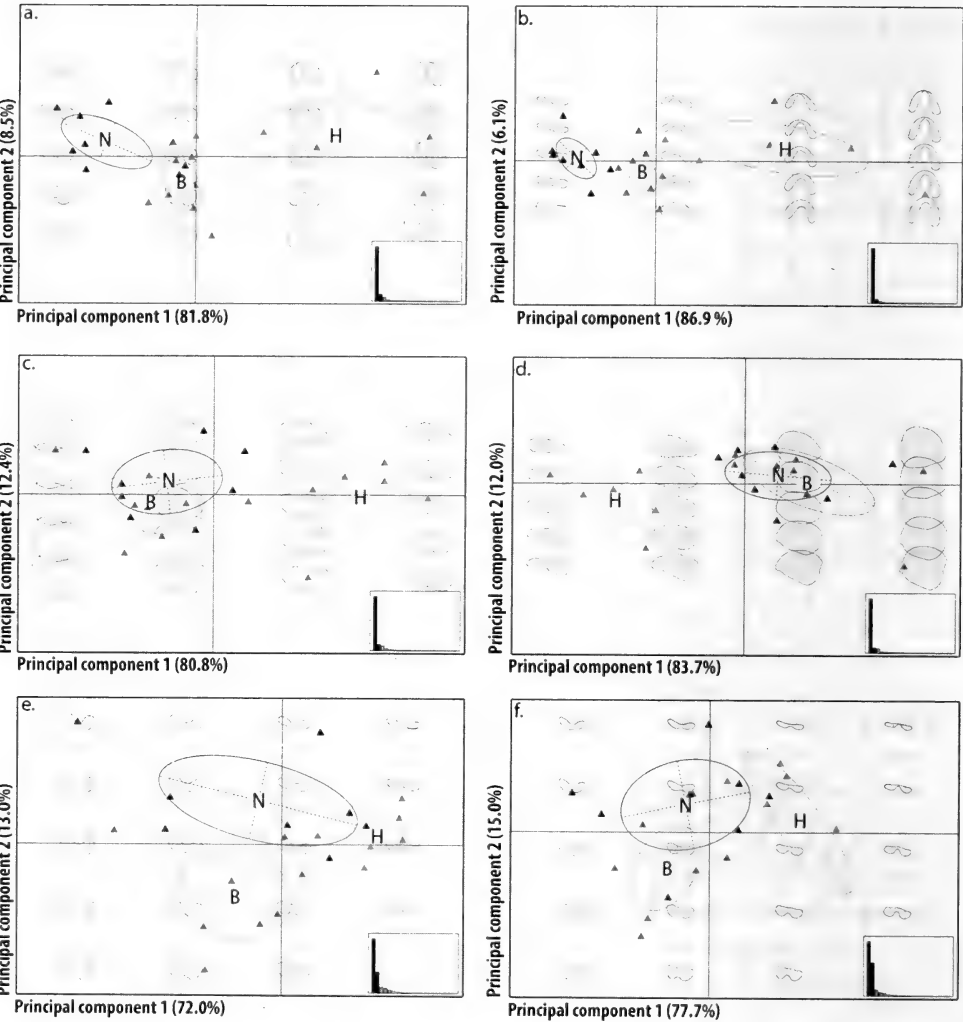 a.
N
B
H
Principal component 2 (8.5%)
Principal component 1 (81.8%)
b.
N
B
H
Principal component 2 (6.1%)
Principal component 1 (86.9 %)
c.
N
B
H
Principal component 2 (12.4%)
Principal component 1 (80.8%)
d.
H
N
B
Principal component 2 (12.0%)
Principal component 1 (83.7%)
e.
N
H
B
Principal component 2 (13.0%)
Principal component 1 (72.0%)
f.
N
H
B
Principal component 2 (15.0%)
Principal component 1 (77.7%)